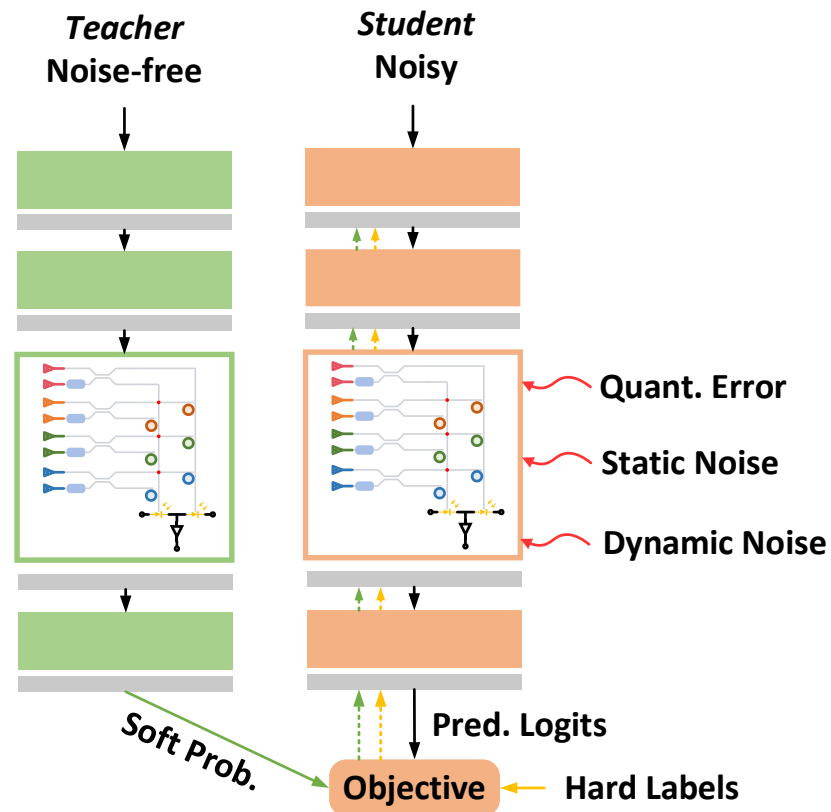 Teacher
Noise-free
Student
Noisy
Quant. Error
Static Noise
Dynamic Noise
Soft Prob.
Pred. Logits
Objective
Hard Labels